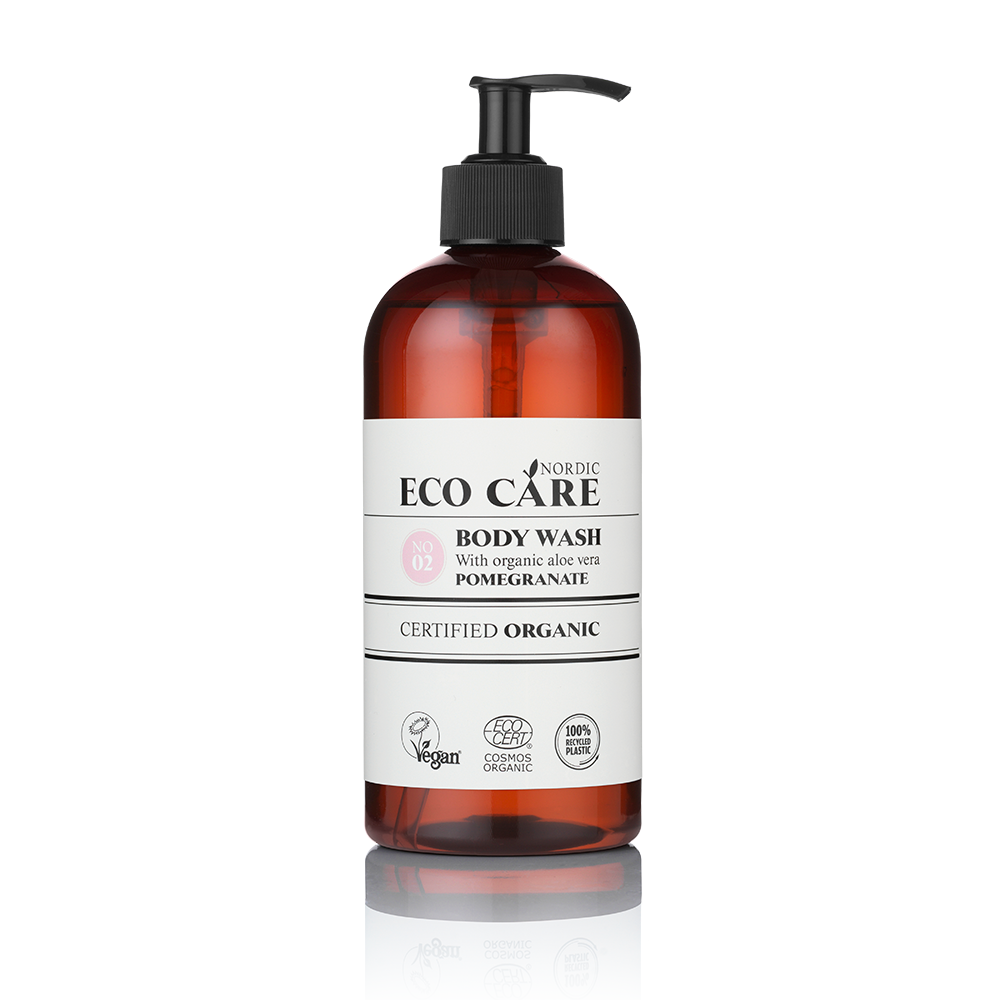 NORDIC
ECO CARE
NO
02
BODY WASH
With organic aloe vera
POMEGRANATE
CERTIFIED ORGANIC
Vegan
ECO
CERT
®
COSMOS
ORGANIC
100%
RECYCLED
PLASTIC